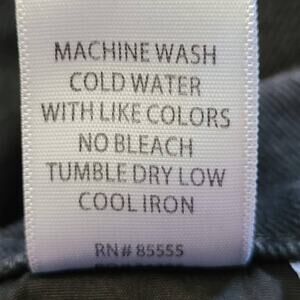 MACHINE WASH
COLD WATER
WITH LIKE COLORS
NO BLEACH
TUMBLE DRY LOW
COOL IRON
RN# 85555